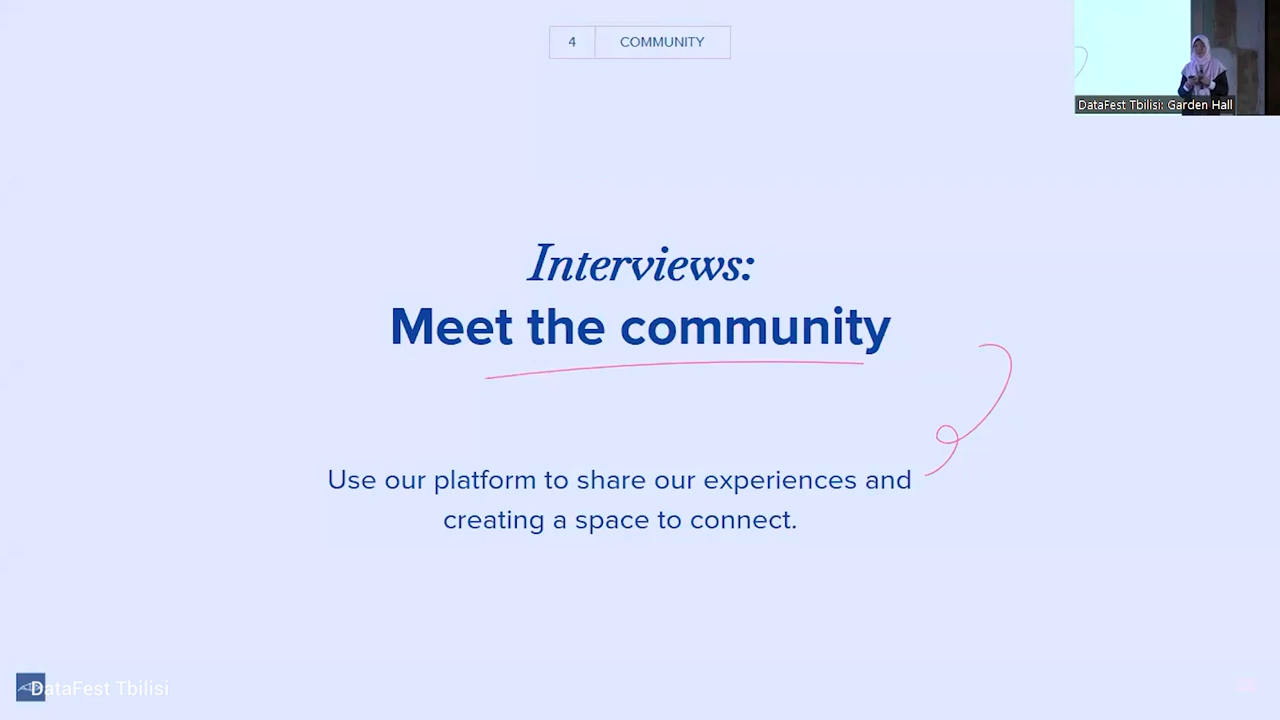 4 COMMUNITY
DataFest Tbilisi: Garden Hall
Interviews:
Meet the community
Use our platform to share our experiences and
creating a space to connect.
DataFest Tbilisi